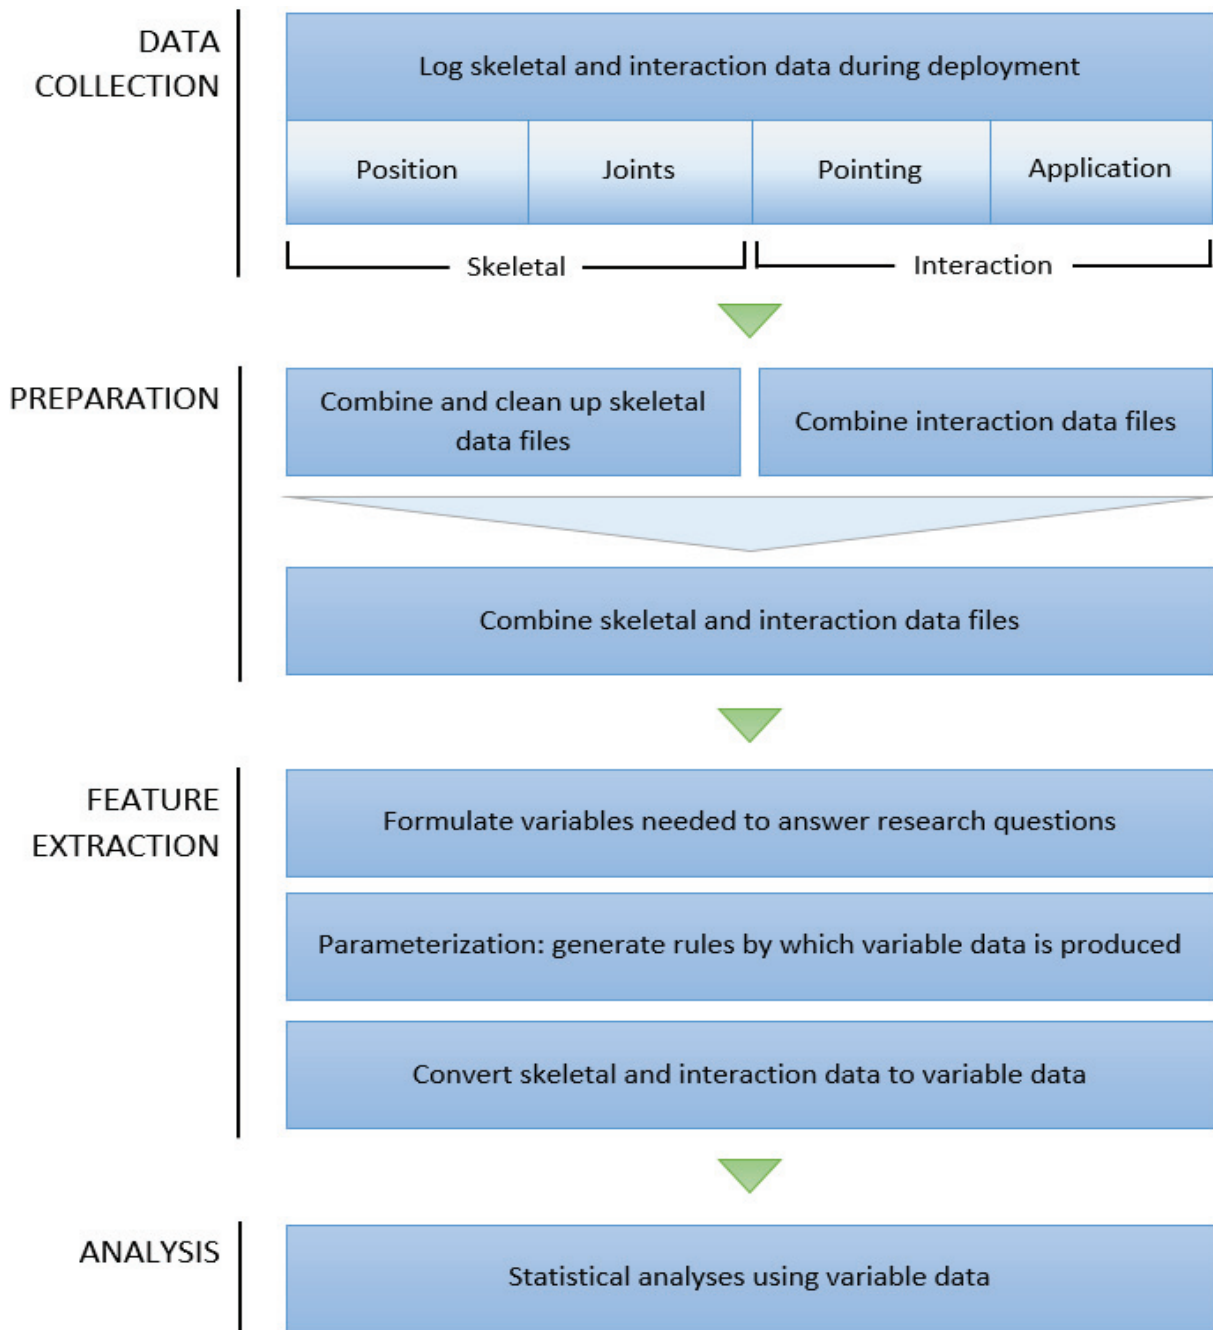 DATA
COLLECTION
Log skeletal and interaction data during deployment
Position
Joints
Pointing
Application
Skeletal
Interaction
PREPARATION
Combine and clean up skeletal
data files
Combine interaction data files
Combine skeletal and interaction data files
FEATURE
EXTRACTION
Formulate variables needed to answer research questions
Parameterization: generate rules by which variable data is produced
Convert skeletal and interaction data to variable data
ANALYSIS
Statistical analyses using variable data